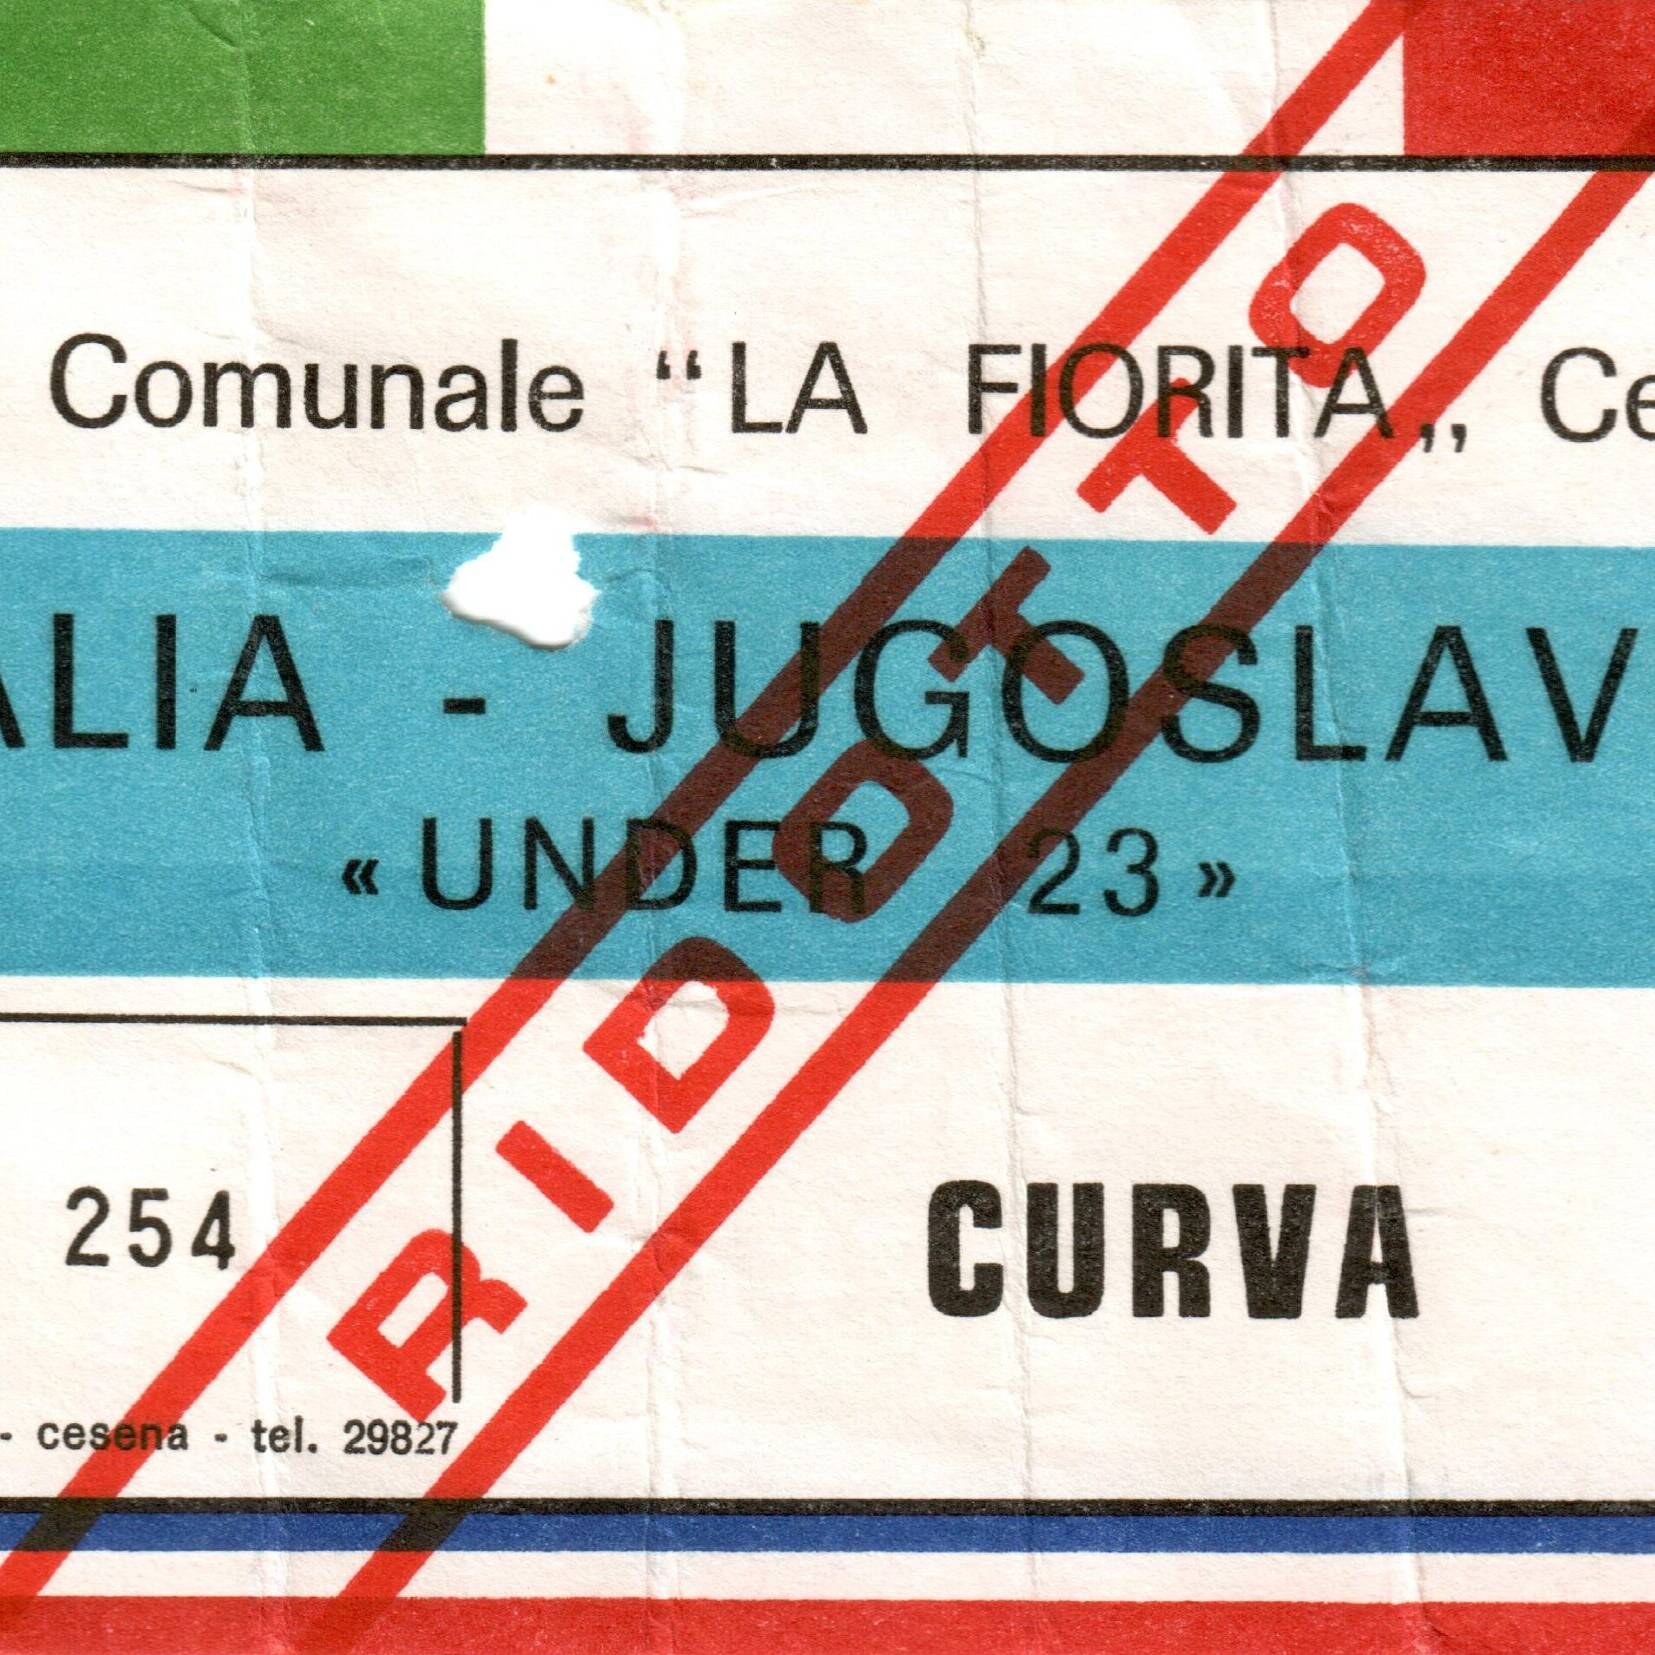 Comunale “LA FIORITA„ Ce
ALIA - JUGOSLAV
«UNDER 23»
RIDOTTO
254
CURVA
- cesena - tel. 29827